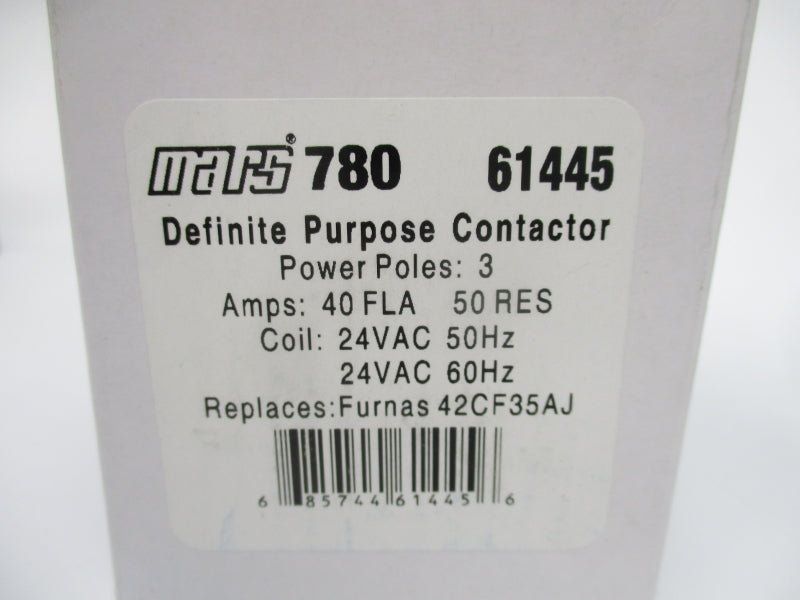 mars® 780 61445
Definite Purpose Contactor
Power Poles: 3
Amps: 40 FLA 50 RES
Coil: 24VAC 50Hz
24VAC 60Hz
Replaces:Furnas 42CF35AJ
6 85744 61445 6